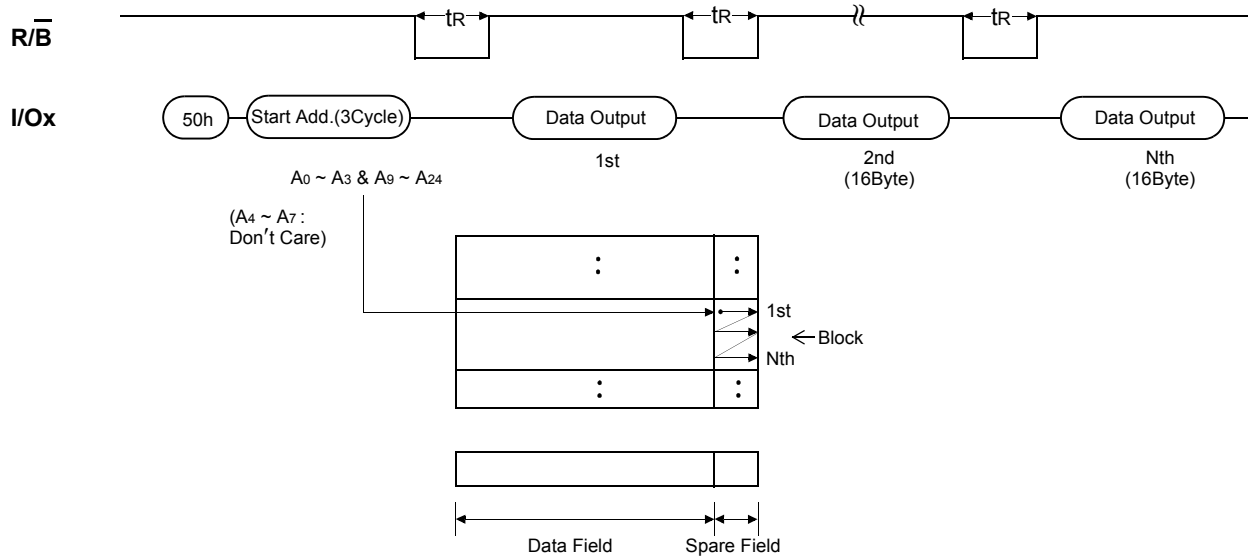 R/B
tR
tR
tR
I/Ox
50h
Start Add.(3Cycle)
Data Output
Data Output
Data Output
1st
2nd
(16Byte)
Nth
(16Byte)
A0 ~ A3 & A9 ~ A24
(A4 ~ A7 :
Don't Care)
1st
Block
Nth
Data Field
Spare Field